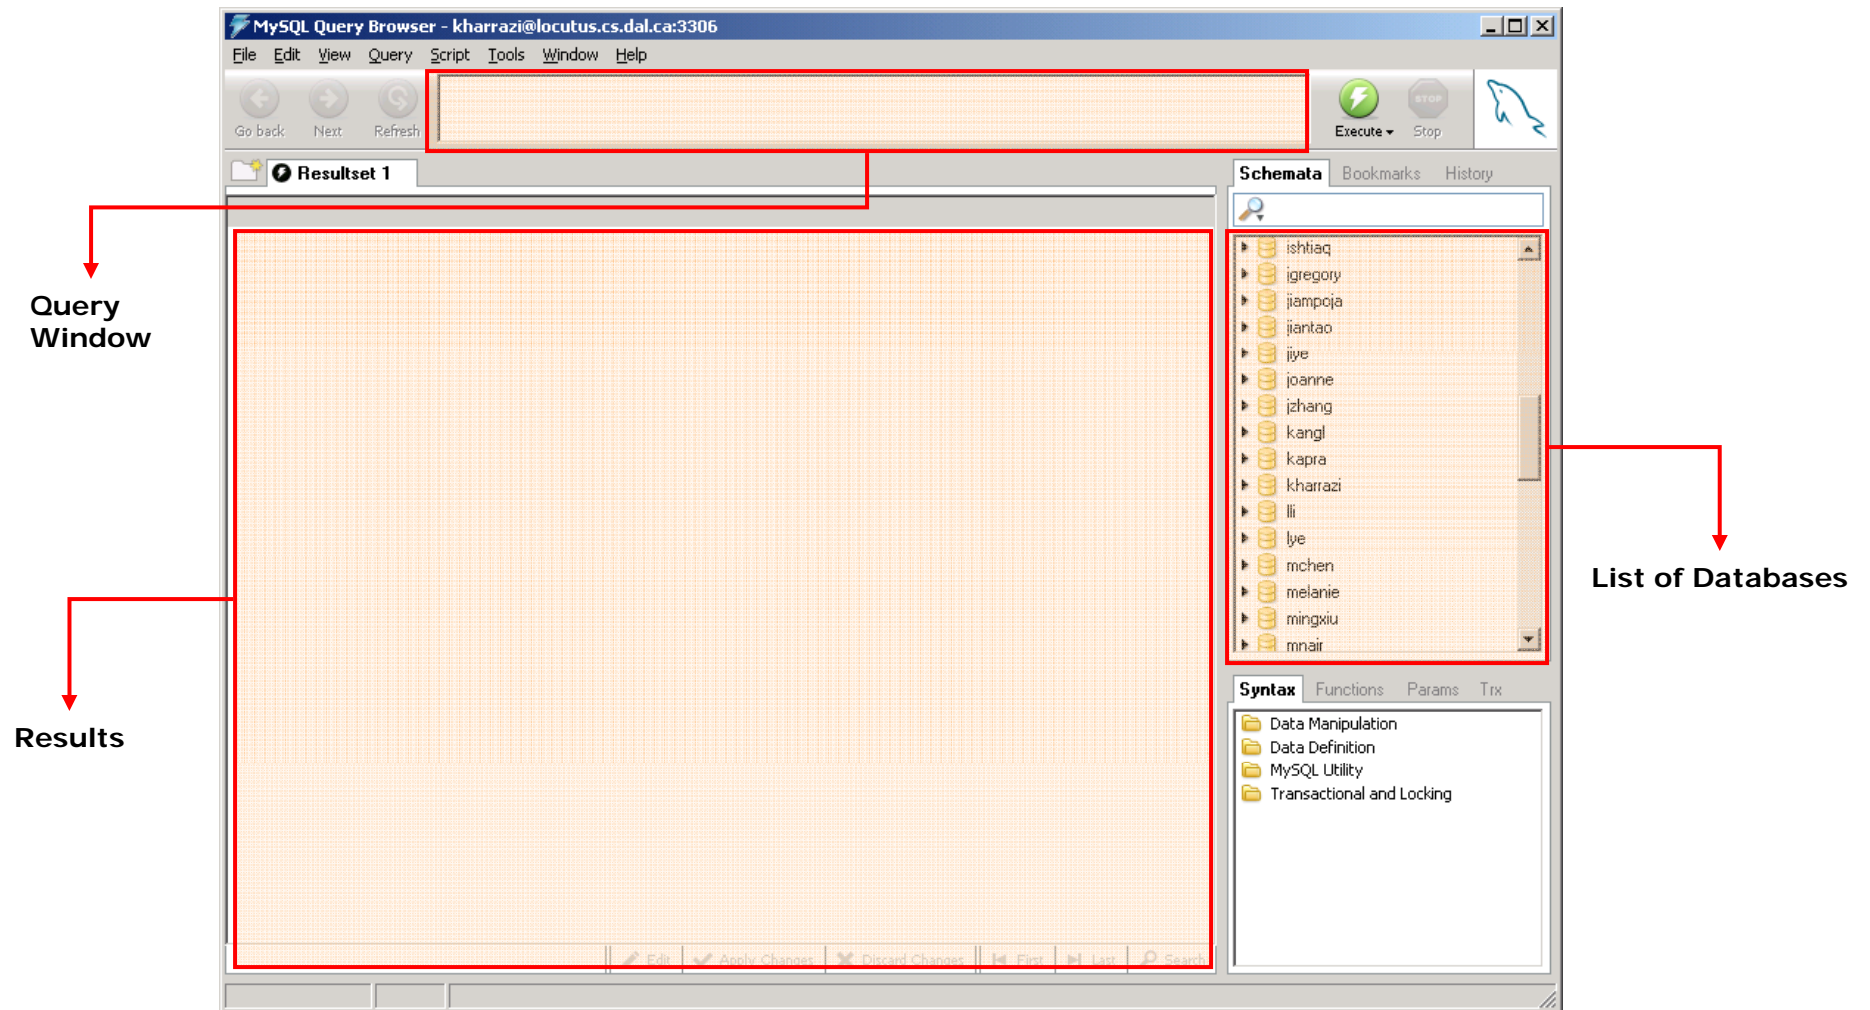 MySQL Query Browser - kharrazi@locutus.cs.dal.ca:3306
File Edit View Query Script Tools Window Help
Go back Next Refresh Execute STOP Stop
Resultset 1
Schemata Bookmarks History
ishtiaq
jgregory
jiampoja
jiantao
jiye
joanne
jzhang
kangl
kapra
kharrazi
lli
lye
mchen
melanie
mingxiu
mnair
Query
Window
List of Databases
Results
Syntax Functions Params Trx
Data Manipulation
Data Definition
MySQL Utility
Transactional and Locking
Edit Apply Changes Discard Changes First Last Search